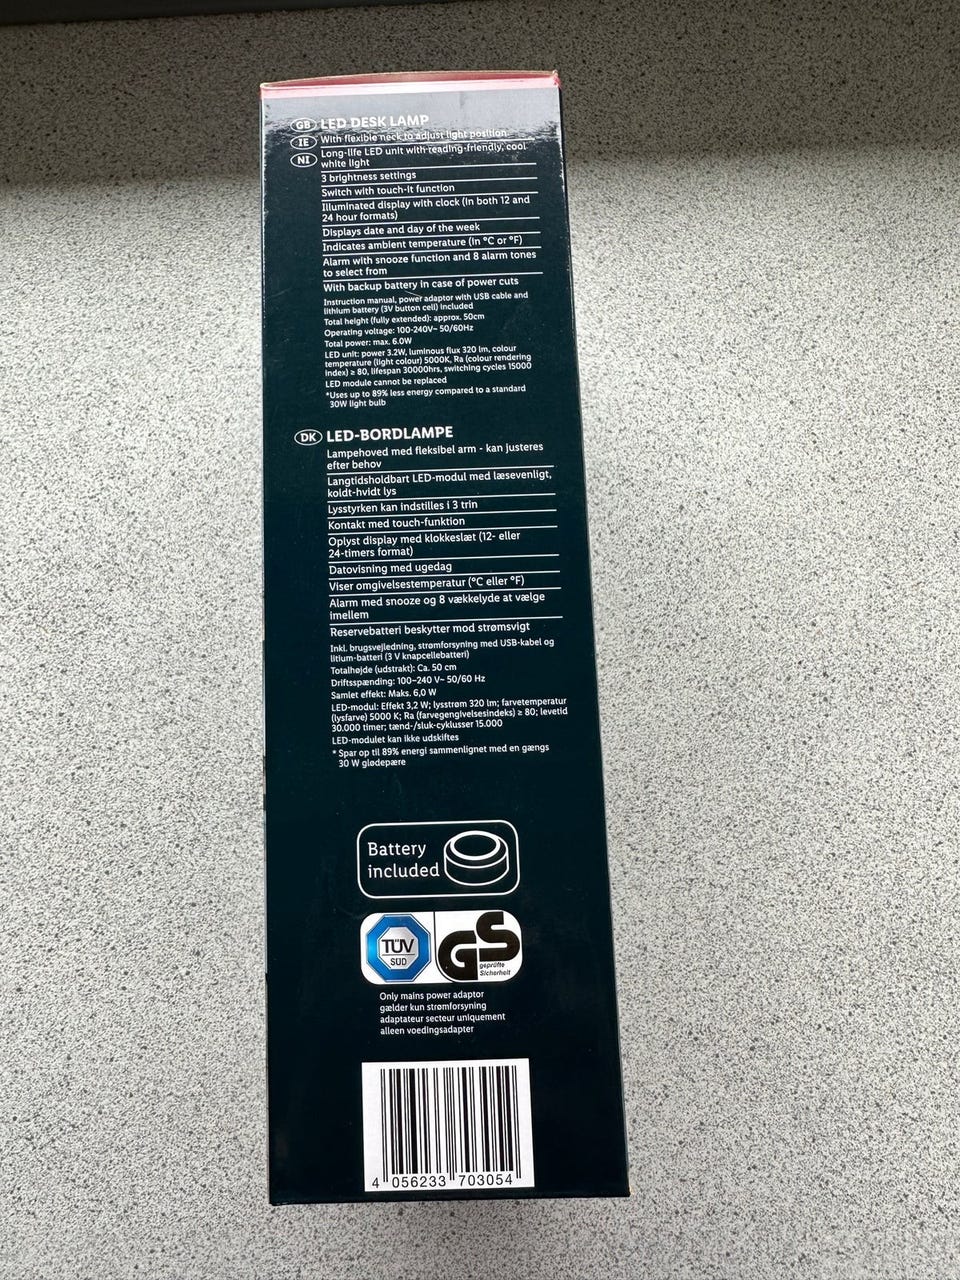 GB LED DESK LAMP
IE With flexible neck to adjust light position
NI Long-life LED unit with reading-friendly, cool
white light
3 brightness settings
Switch with touch-it function
Illuminated display with clock (in both 12 and
24 hour formats)
Displays date and day of the week
Indicates ambient temperature (in °C or °F)
Alarm with snooze function and 8 alarm tones
to select from
With backup battery in case of power cuts
Instruction manual, power adaptor with USB cable and
lithium battery (3V button cell) included
Total height (fully extended): approx. 50cm
Operating voltage: 100-240V~ 50/60Hz
Total power: max. 6.0W
LED unit: power 3.2W, luminous flux 320 lm, colour
temperature (light colour) 5000K, Ra (colour rendering
index) ≥ 80, lifespan 30000hrs, switching cycles 15000
LED module cannot be replaced
*Uses up to 89% less energy compared to a standard
30W light bulb
DK LED-BORDLAMPE
Lampehoved med fleksibel arm - kan justeres
efter behov
Langtidsholdbart LED-modul med læsevenligt,
koldt-hvidt lys
Lysstyrken kan indstilles i 3 trin
Kontakt med touch-funktion
Oplyst display med klokkeslæt (12- eller
24-timers format)
Datovisning med ugedag
Viser omgivelsestemperatur (°C eller °F)
Alarm med snooze og 8 vækkelyde at vælge
imellem
Reservebatteri beskytter mod strømsvigt
Inkl. brugsvejledning, strømforsyning med USB-kabel og
litium-batteri (3 V knapcellebatteri)
Totalhøjde (udstrakt): Ca. 50 cm
Driftsspænding: 100–240 V~ 50/60 Hz
Samlet effekt: Maks. 6,0 W
LED-modul: Effekt 3,2 W; lysstrøm 320 lm; farvetemperatur
(lysfarve) 5000 K; Ra (farvegengivelsesindeks) ≥ 80; levetid
30.000 timer; tænd-/sluk-cyklusser 15.000
LED-modulet kan ikke udskiftes
* Spar op til 89% energi sammenlignet med en gængs
30 W glødepære
Battery
included
TÜV
SÜD
GS
geprüfte
Sicherheit
Only mains power adaptor
gælder kun strømforsyning
adaptateur secteur uniquement
alleen voedingsadapter
4 056233 703054